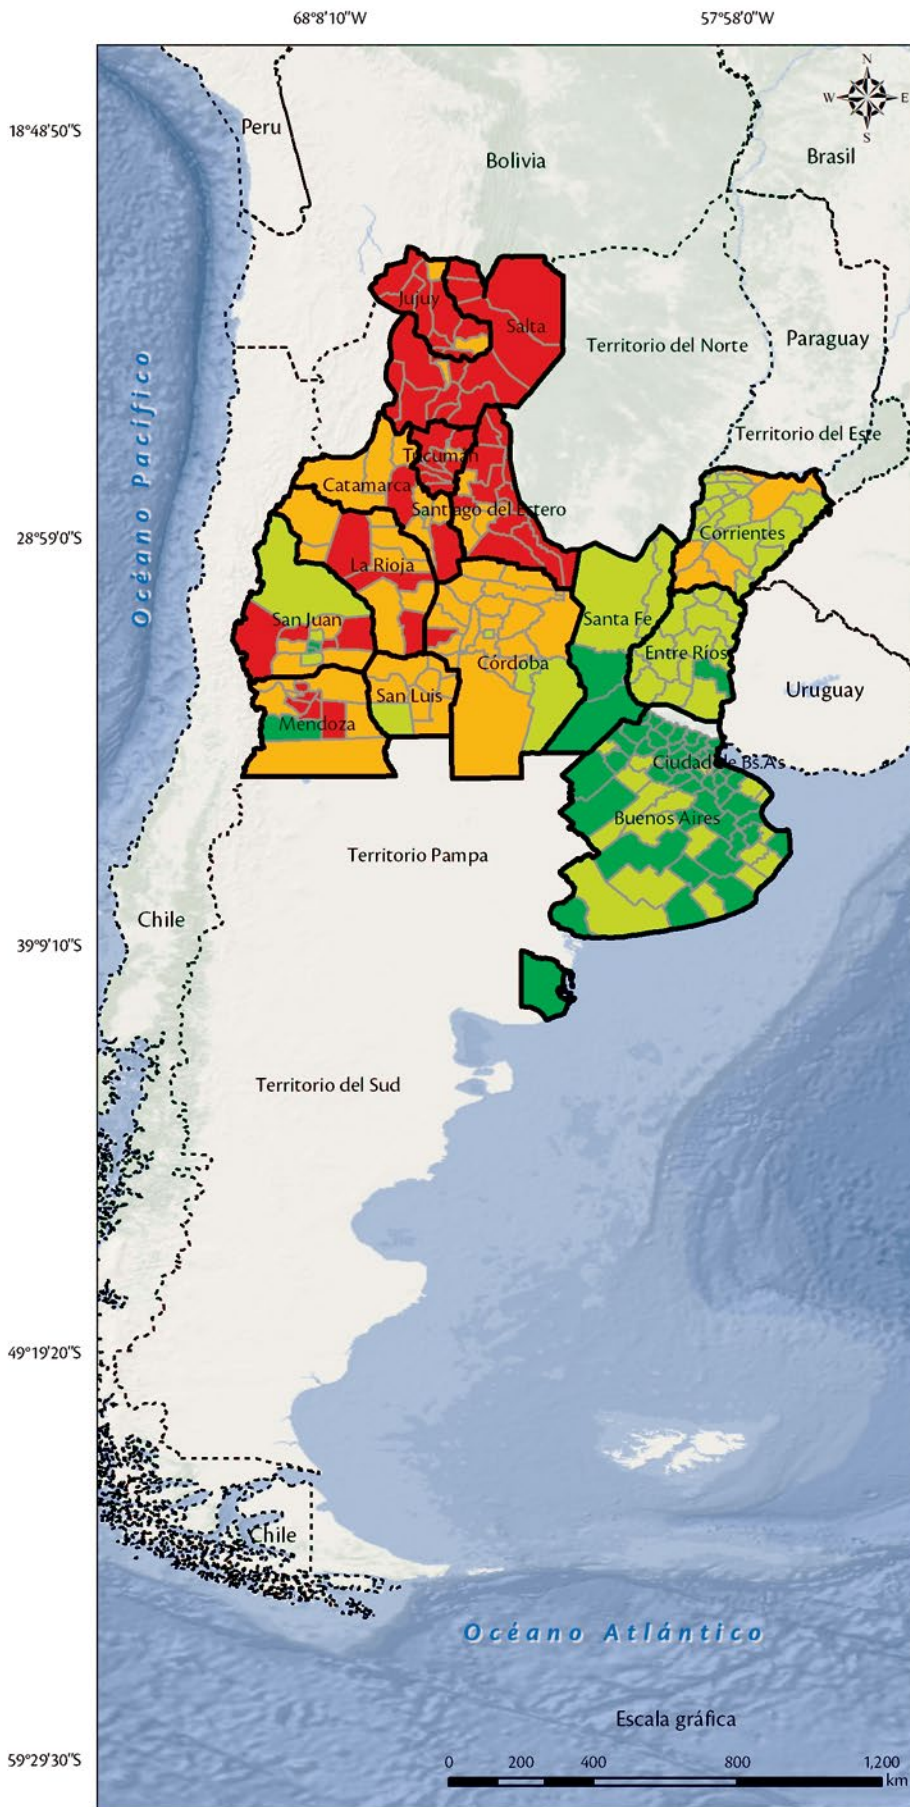 68°8'10"W
57°58'0"W
N
W
E
S
18°48'50"S
Peru
Bolivia
Brasil
Jujuy
Salta
Territorio del Norte
Paraguay
Océano Pacífico
Territorio del Este
Tucumán
Catamarca
Santiago del Estero
28°59'0"S
Corrientes
La Rioja
San Juan
Santa Fe
Entre Ríos
Córdoba
Uruguay
San Luis
Mendoza
Ciudad de Bs.A's
Buenos Aires
Territorio Pampa
Chile
39°9'10"S
Territorio del Sud
49°19'20"S
Chile
Océano Atlántico
Escala gráfica
59°29'30"S
0 200 400 800 1,200
km